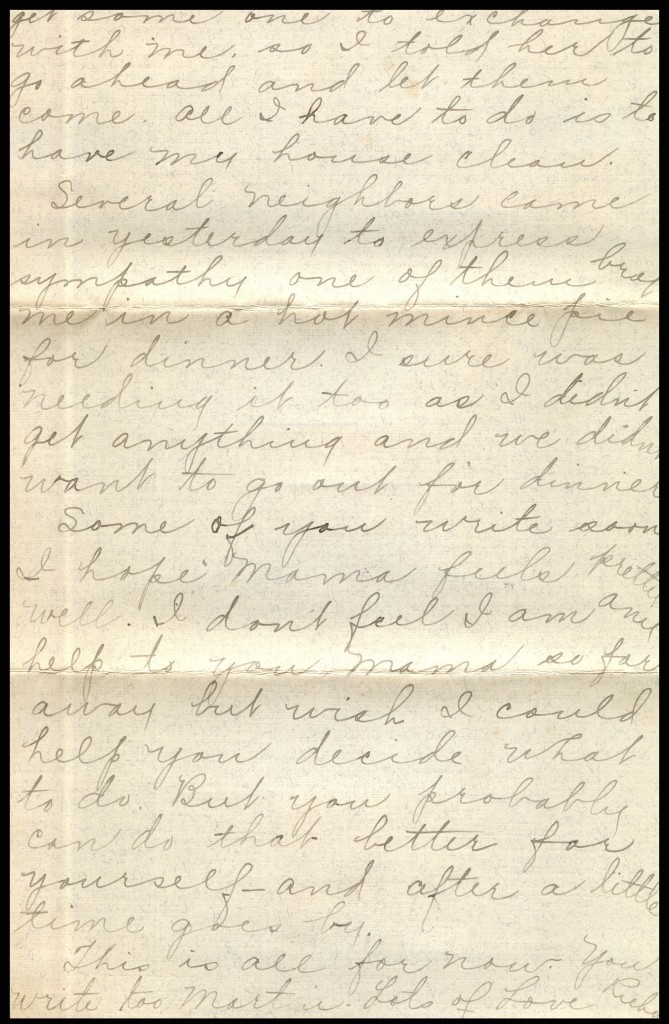 get some one to exchange
with me. so I told her to
go ahead and let them
come. All I have to do is to
have my house clean.
Several neighbors came
in yesterday to express
sympathy one of them
me in a hot mince pie
for dinner. I sure was
needing it too as I didn't
get anything and we didn't
want to go out for dinner
Some of you write soon
I hope Mama feels pretty
well. I dont feel I am any
help to you Mama so far
away but wish I could
help you decide what
to do. But you probably
can do that better for
yourself - and after a little
time goes by.
This is all for now. You
write too Mart. Lots of Love